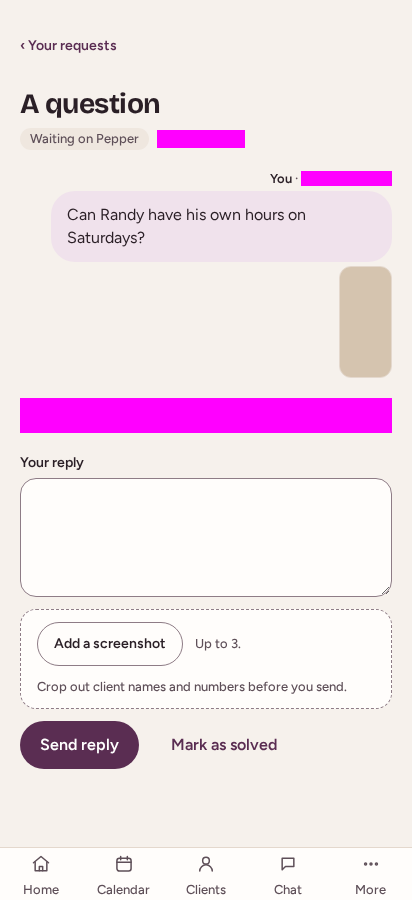 ‹ Your requests
A question
Waiting on Pepper
You ·
Can Randy have his own hours on
Saturdays?
Your reply
Add a screenshot
Up to 3.
Crop out client names and numbers before you send.
Send reply
Mark as solved
Home
Calendar
Clients
Chat
More